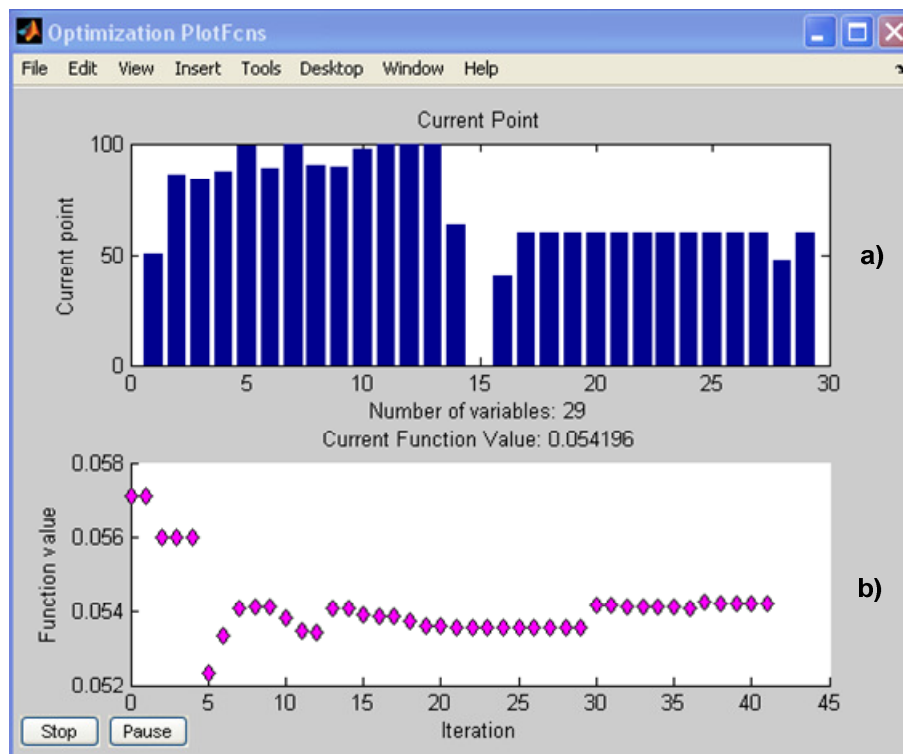 Optimization PlotFcns
File Edit View Insert Tools Desktop Window Help
Current Point
Current point
100
50
0
0 5 10 15 20 25 30
Number of variables: 29
a)
Current Function Value: 0.054196
Function value
0.058
0.056
0.054
0.052
0 5 10 15 20 25 30 35 40 45
Iteration
b)
Stop Pause